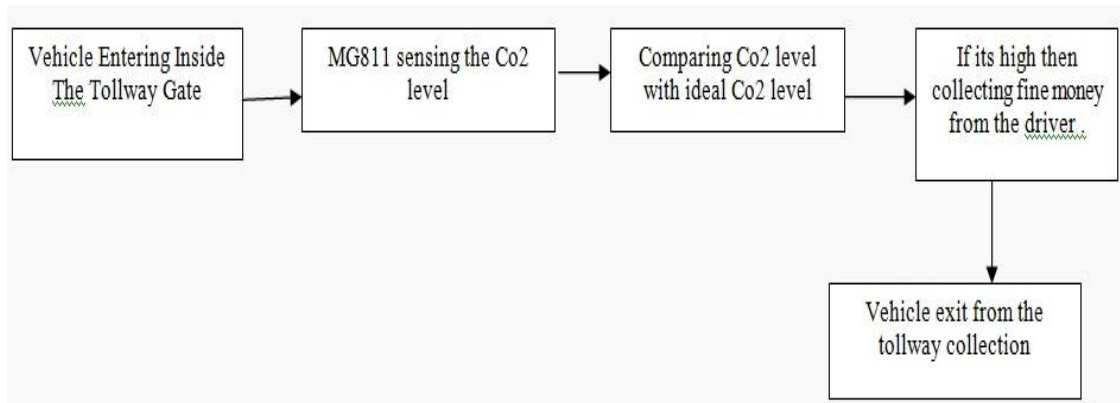 Vehicle Entering Inside
The Tollway Gate
MG811 sensing the Co2
level
Comparing Co2 level
with ideal Co2 level
If its high then
collecting fine money
from the driver .
Vehicle exit from the
tollway collection